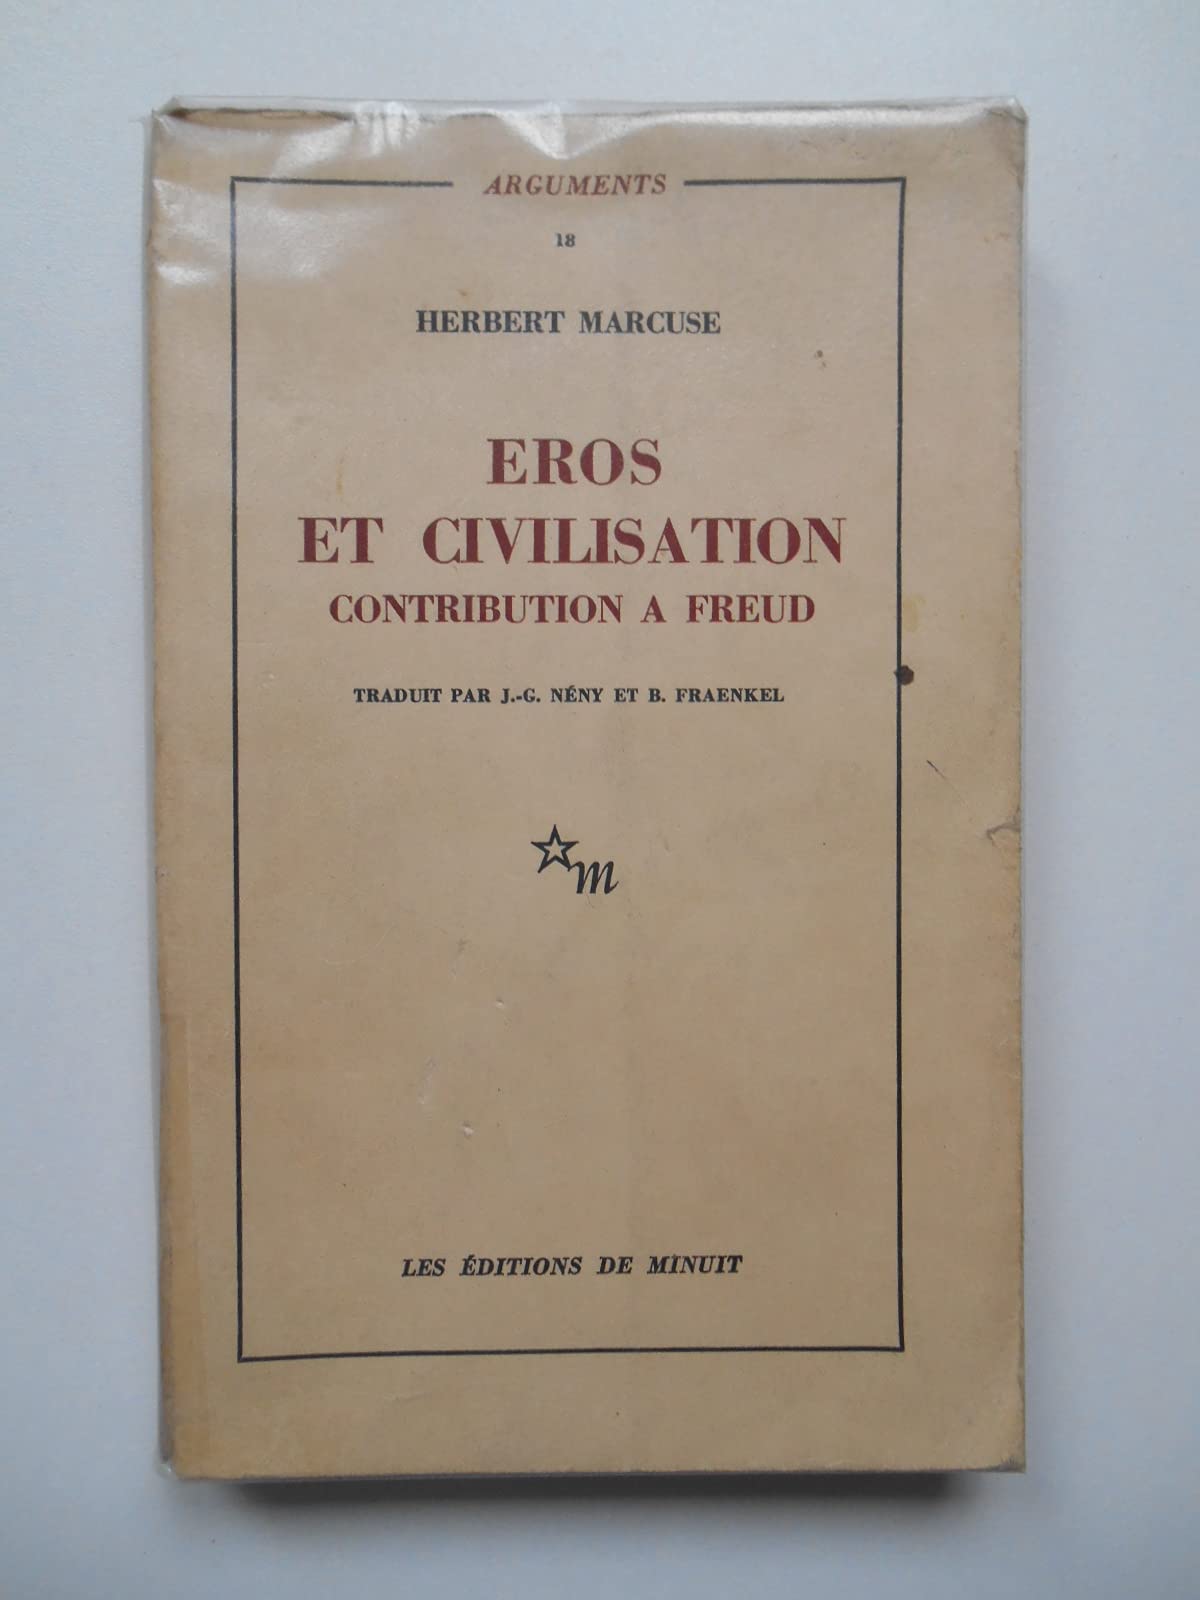 ARGUMENTS
18
HERBERT MARCUSE
EROS
ET CIVILISATION
CONTRIBUTION A FREUD
TRADUIT PAR J.-G. NÉNY ET B. FRAENKEL
m
LES ÉDITIONS DE MINUIT